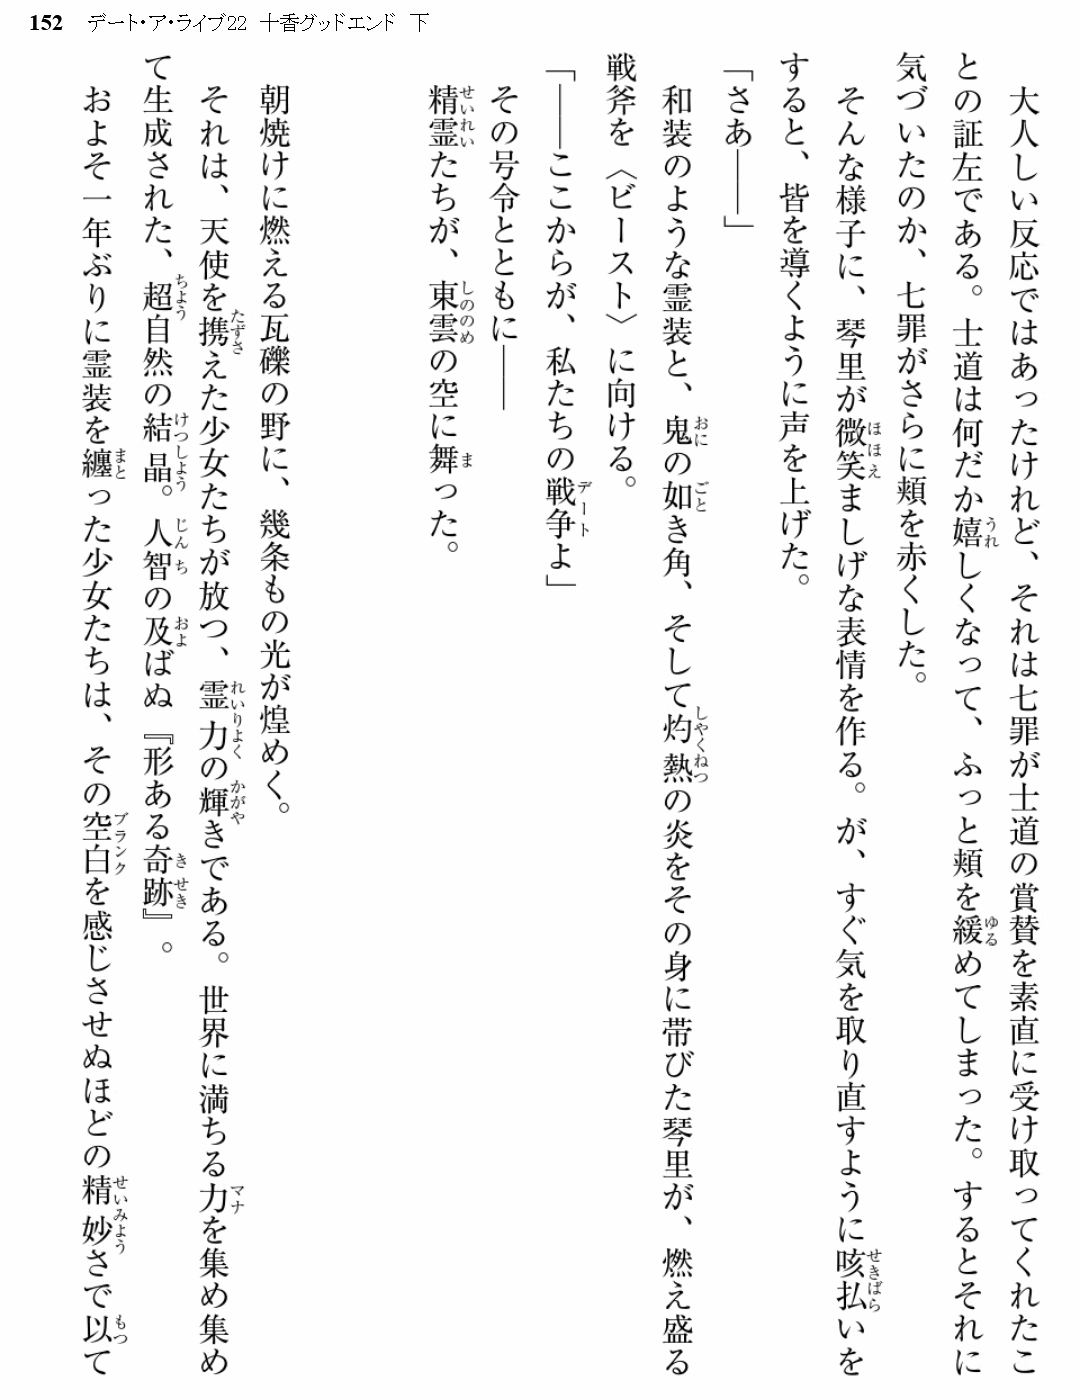 152 デート・ア・ライブ22 十香グッドエンド 下
大人しい反応ではあったけれど、それは七罪が士道の賞賛を素直に受け取ってくれたこ
との証左である。士道は何だか嬉しくなって、ふっと頬を緩めてしまった。するとそれに
気づいたのか、七罪がさらに頬を赤くした。
そんな様子に、琴里が微笑ましげな表情を作る。が、すぐ気を取り直すように咳払いを
すると、皆を導くように声を上げた。
「さあ――」
和装のような霊装と、鬼の如き角、そして灼熱の炎をその身に帯びた琴里が、燃え盛る
戦斧を〈ビースト〉に向ける。
「――ここからが、私たちの戦争よ」
その号令とともに――
精霊たちが、東雲の空に舞った。
朝焼けに燃える瓦礫の野に、幾条もの光が煌めく。
それは、天使を携えた少女たちが放つ、霊力の輝きである。世界に満ちる力を集め集め
て生成された、超自然の結晶。人智の及ばぬ『形ある奇跡』。
およそ一年ぶりに霊装を纏った少女たちは、その空白を感じさせぬほどの精妙さで以て